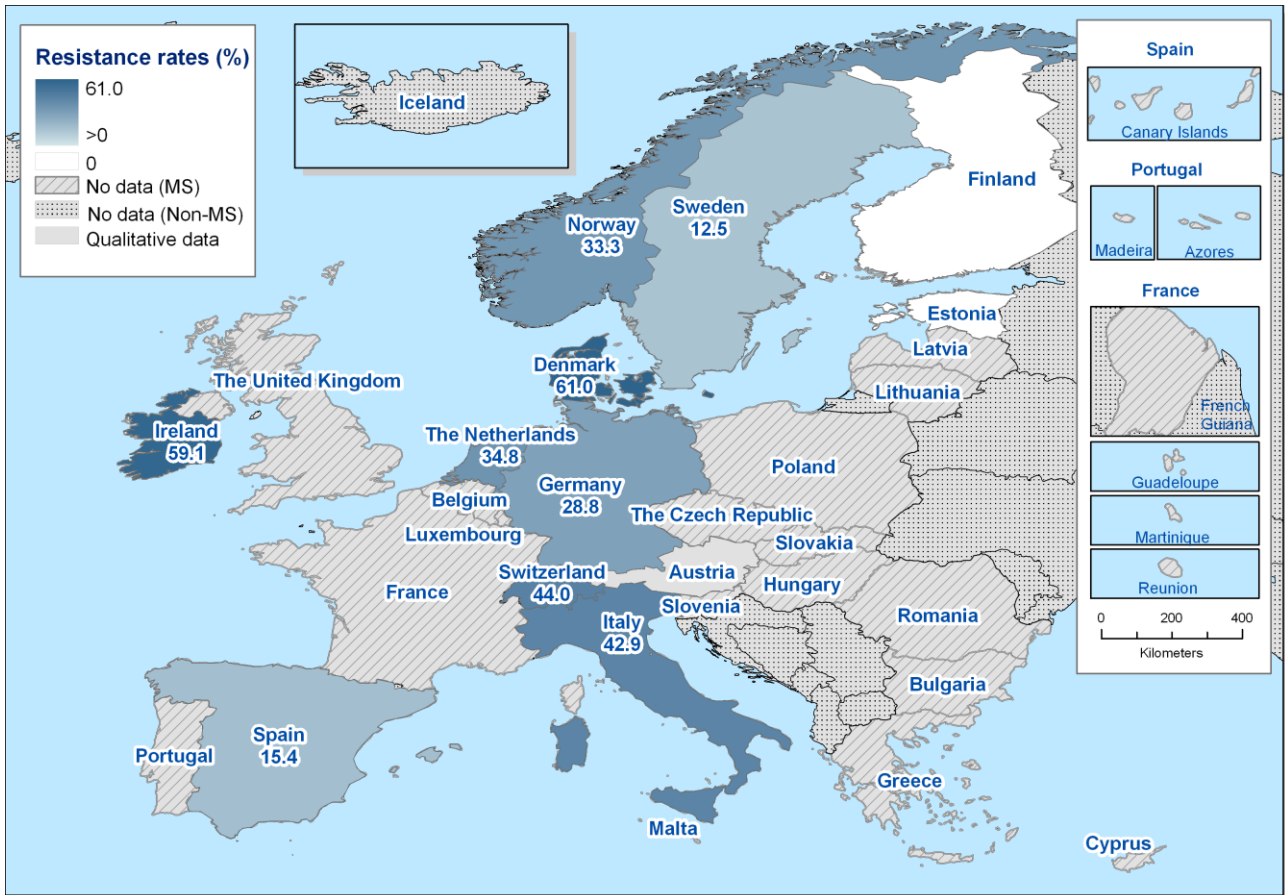 Resistance rates (%)
61.0
>0
0
No data (MS)
No data (Non-MS)
Qualitative data
Iceland
Spain
Canary Islands
Portugal
Madeira
Azores
France
French
Guiana
Guadeloupe
Martinique
Reunion
0 200 400
Kilometers
Finland
Sweden
12.5
Norway
33.3
Estonia
Latvia
Lithuania
Denmark
61.0
The United Kingdom
Ireland
59.1
The Netherlands
34.8
Poland
Germany
28.8
Belgium
The Czech Republic
Luxembourg
Slovakia
Switzerland
44.0
Austria
Hungary
France
Slovenia
Romania
Italy
42.9
Bulgaria
Spain
15.4
Portugal
Greece
Malta
Cyprus